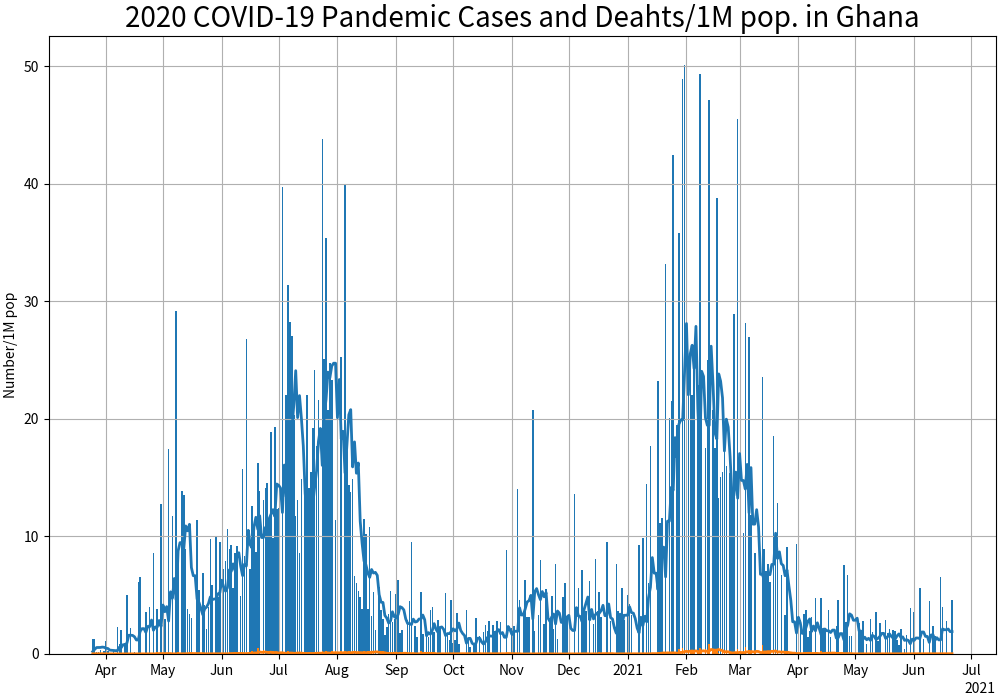 2020 COVID-19 Pandemic Cases and Deahts/1M pop. in Ghana
Number/1M pop
50
40
30
20
10
0
Apr May Jun Jul Aug Sep Oct Nov Dec 2021 Feb Mar Apr May Jun Jul
2021